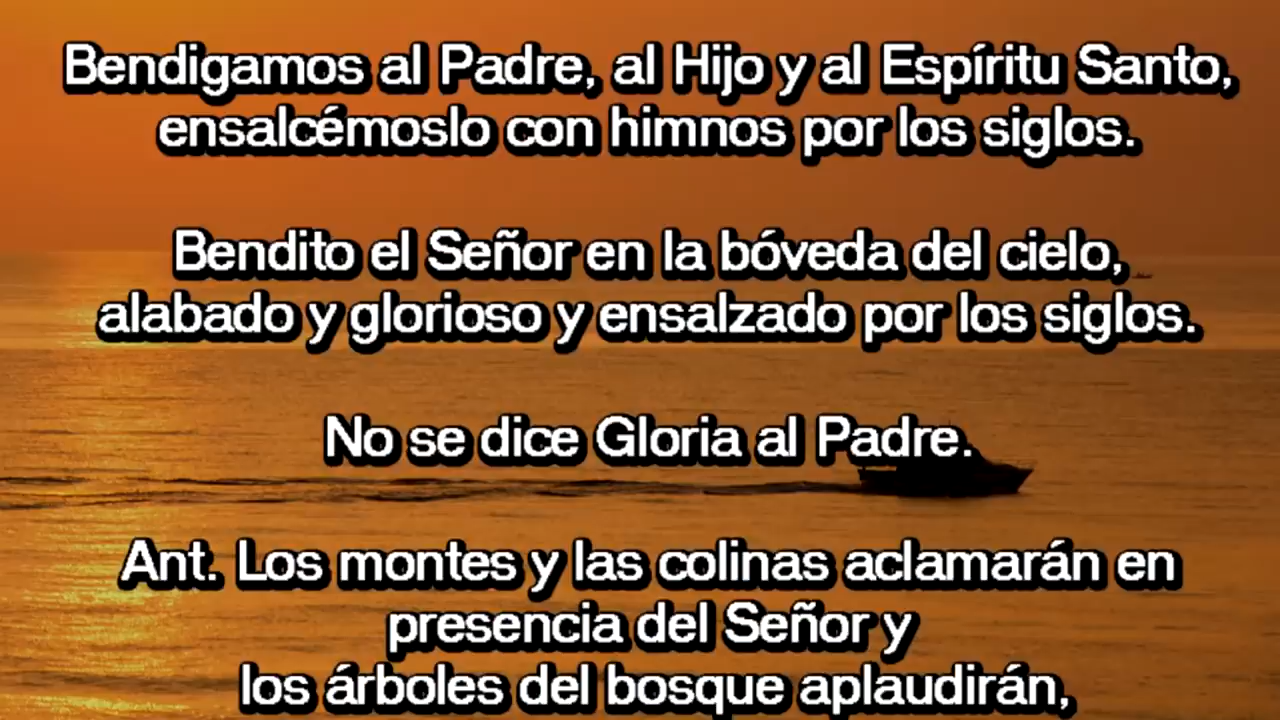 Bendigamos al Padre, al Hijo y al Espíritu Santo,
ensalcémoslo con himnos por los siglos.
Bendito el Señor en la bóveda del cielo,
alabado y glorioso y ensalzado por los siglos.
No se dice Gloria al Padre.
Ant. Los montes y las colinas aclamarán en
presencia del Señor y
los árboles del bosque aplaudirán,